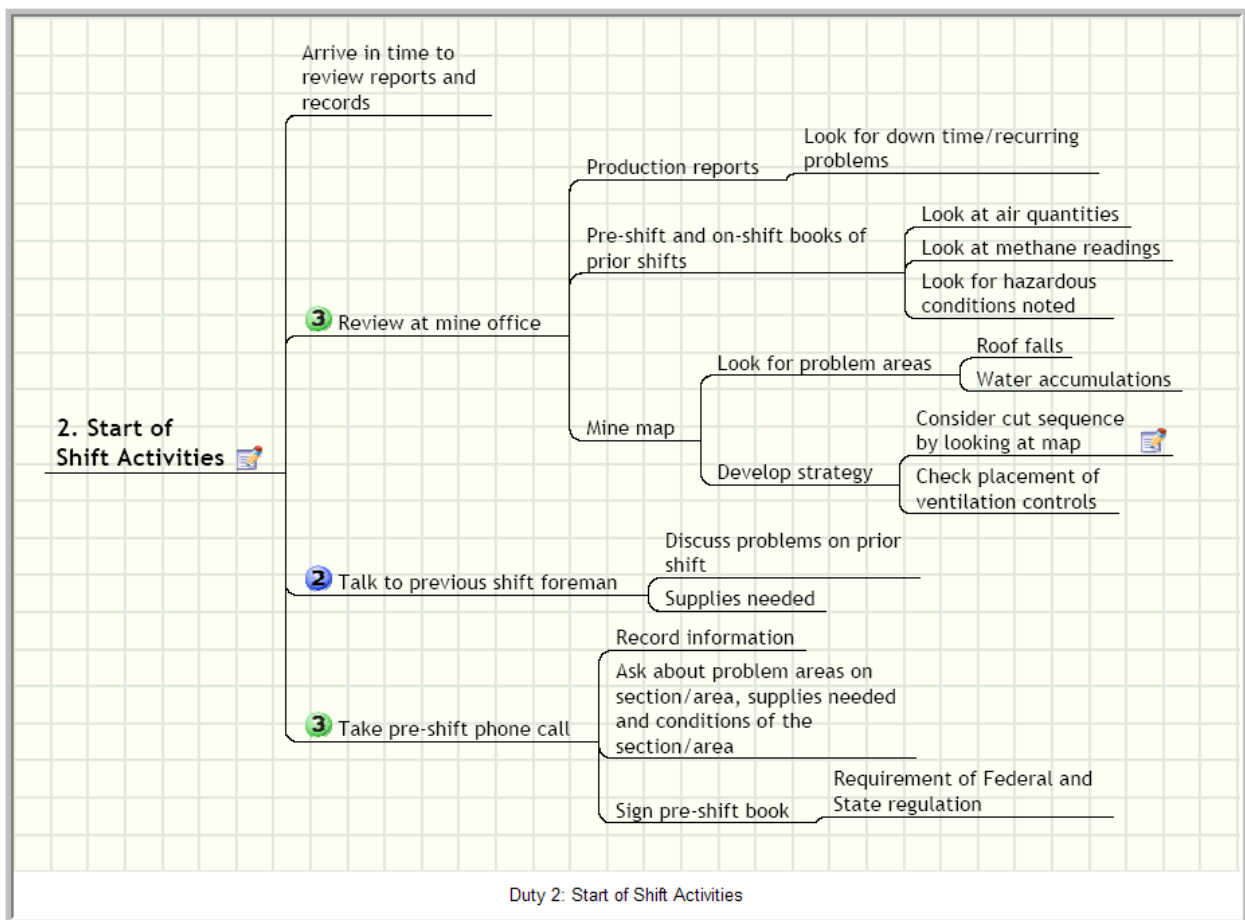 2. Start of
Shift Activities
Arrive in time to
review reports and
records
3 Review at mine office
Production reports
Look for down time/recurring
problems
Pre-shift and on-shift books of
prior shifts
Look at air quantities
Look at methane readings
Look for hazardous
conditions noted
Mine map
Look for problem areas
Roof falls
Water accumulations
Develop strategy
Consider cut sequence
by looking at map
Check placement of
ventilation controls
2 Talk to previous shift foreman
Discuss problems on prior
shift
Supplies needed
3 Take pre-shift phone call
Record information
Ask about problem areas on
section/area, supplies needed
and conditions of the
section/area
Sign pre-shift book
Requirement of Federal and
State regulation
Duty 2: Start of Shift Activities